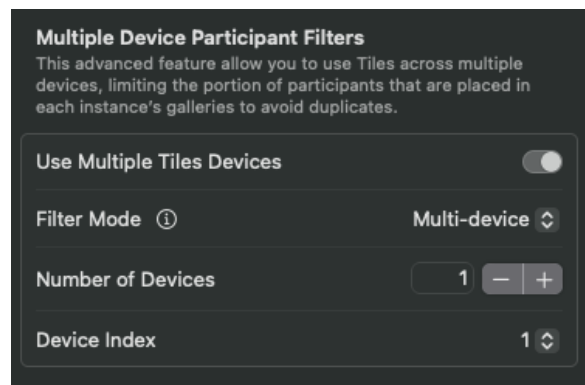 Multiple Device Participant Filters
This advanced feature allow you to use Tiles across multiple
devices, limiting the portion of participants that are placed in
each instance's galleries to avoid duplicates.
Use Multiple Tiles Devices
Filter Mode
Multi-device
Number of Devices
1
Device Index
1